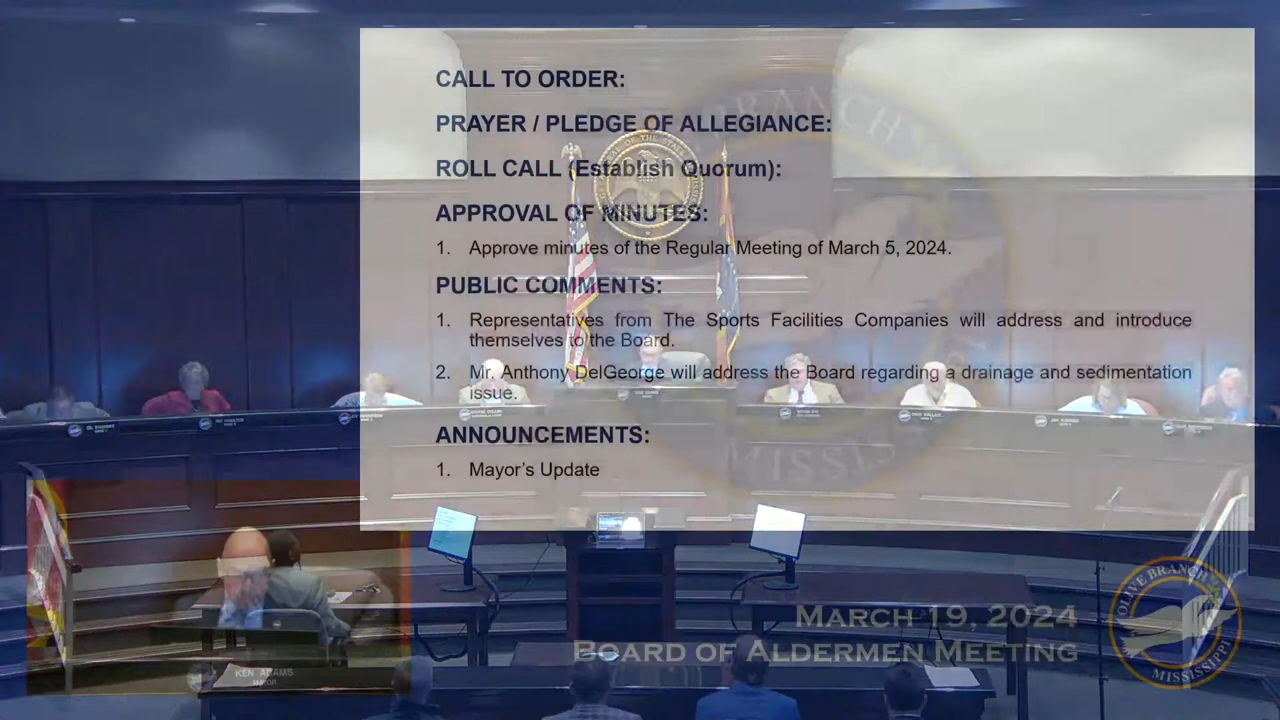 CALL TO ORDER:
PRAYER / PLEDGE OF ALLEGIANCE:
ROLL CALL (Establish Quorum):
APPROVAL OF MINUTES:
1. Approve minutes of the Regular Meeting of March 5, 2024.
PUBLIC COMMENTS:
1. Representatives from The Sports Facilities Companies will address and introduce
themselves to the Board.
2. Mr. Anthony DelGeorge will address the Board regarding a drainage and sedimentation
issue.
ANNOUNCEMENTS:
1. Mayor's Update
KEN ADAMS
MAYOR
MARCH 19, 2024
BOARD OF ALDERMEN MEETING
OLIVE BRANCH
MISSISSIPPI